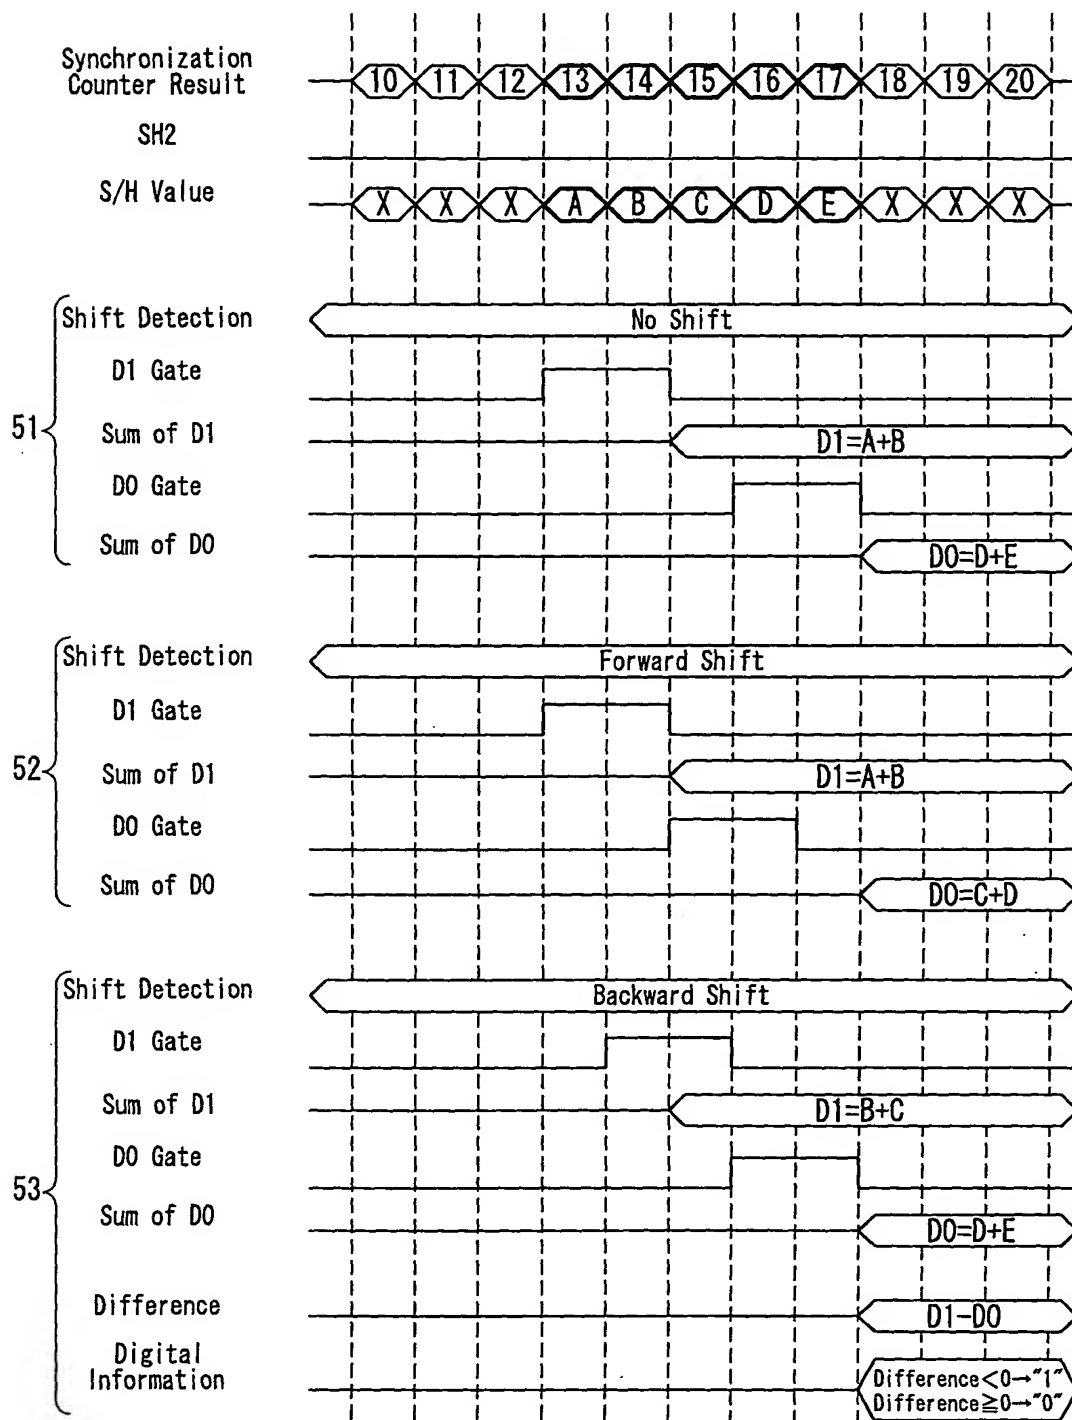 Synchronization
Counter Result
10 11 12 13 14 15 16 17 18 19 20
SH2
S/H Value
X X X A B C D E X X X
51
Shift Detection
No Shift
D1 Gate
Sum of D1
D1=A+B
D0 Gate
Sum of D0
D0=D+E
52
Shift Detection
Forward Shift
D1 Gate
Sum of D1
D1=A+B
D0 Gate
Sum of D0
D0=C+D
53
Shift Detection
Backward Shift
D1 Gate
Sum of D1
D1=B+C
D0 Gate
Sum of D0
D0=D+E
Difference
D1-D0
Digital
Information
Difference<0→"1"
Difference≧0→"0"